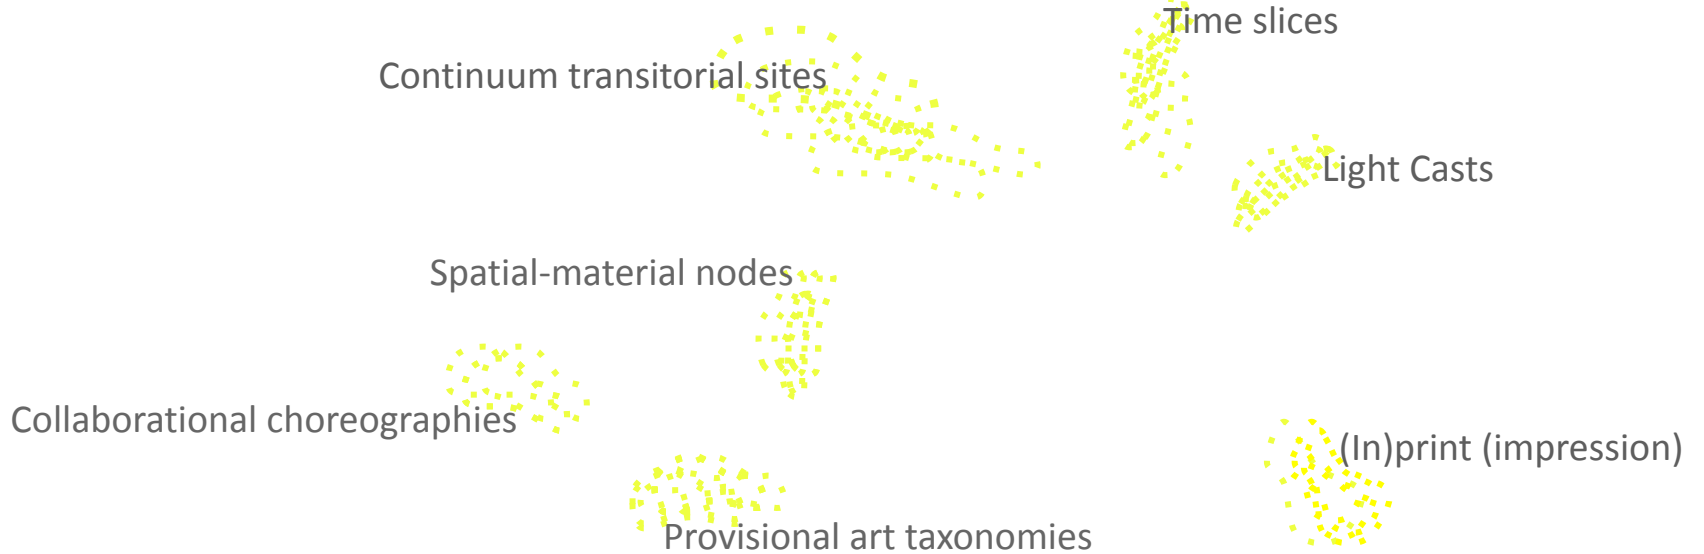 Time slices
Continuum transitorial sites
Light Casts
Spatial-material nodes
Collaborational choreographies
(In)print (impression)
Provisional art taxonomies